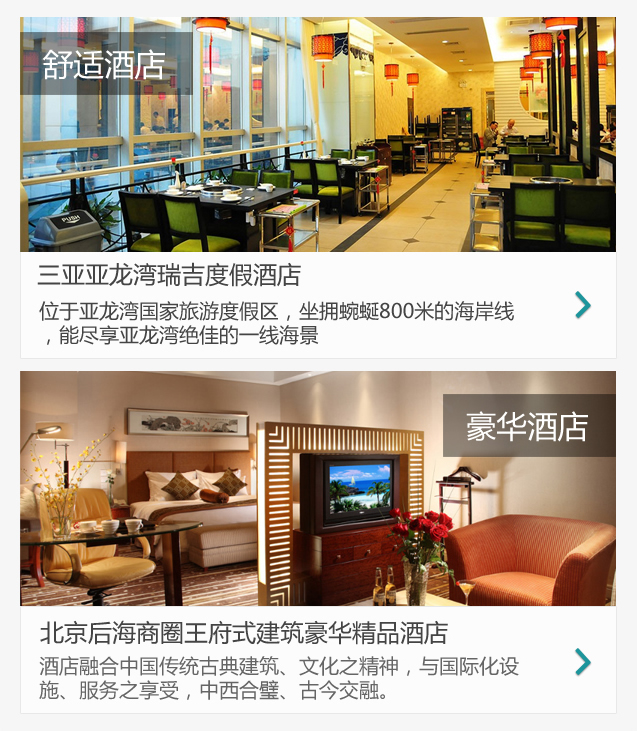 舒适酒店
PUSH
三亚亚龙湾瑞吉度假酒店
位于亚龙湾国家旅游度假区，坐拥蜿蜒800米的海岸线
，能尽享亚龙湾绝佳的一线海景
豪华酒店
北京后海商圈王府式建筑豪华精品酒店
酒店融合中国传统古典建筑、文化之精神，与国际化设
施、服务之享受，中西合璧、古今交融。